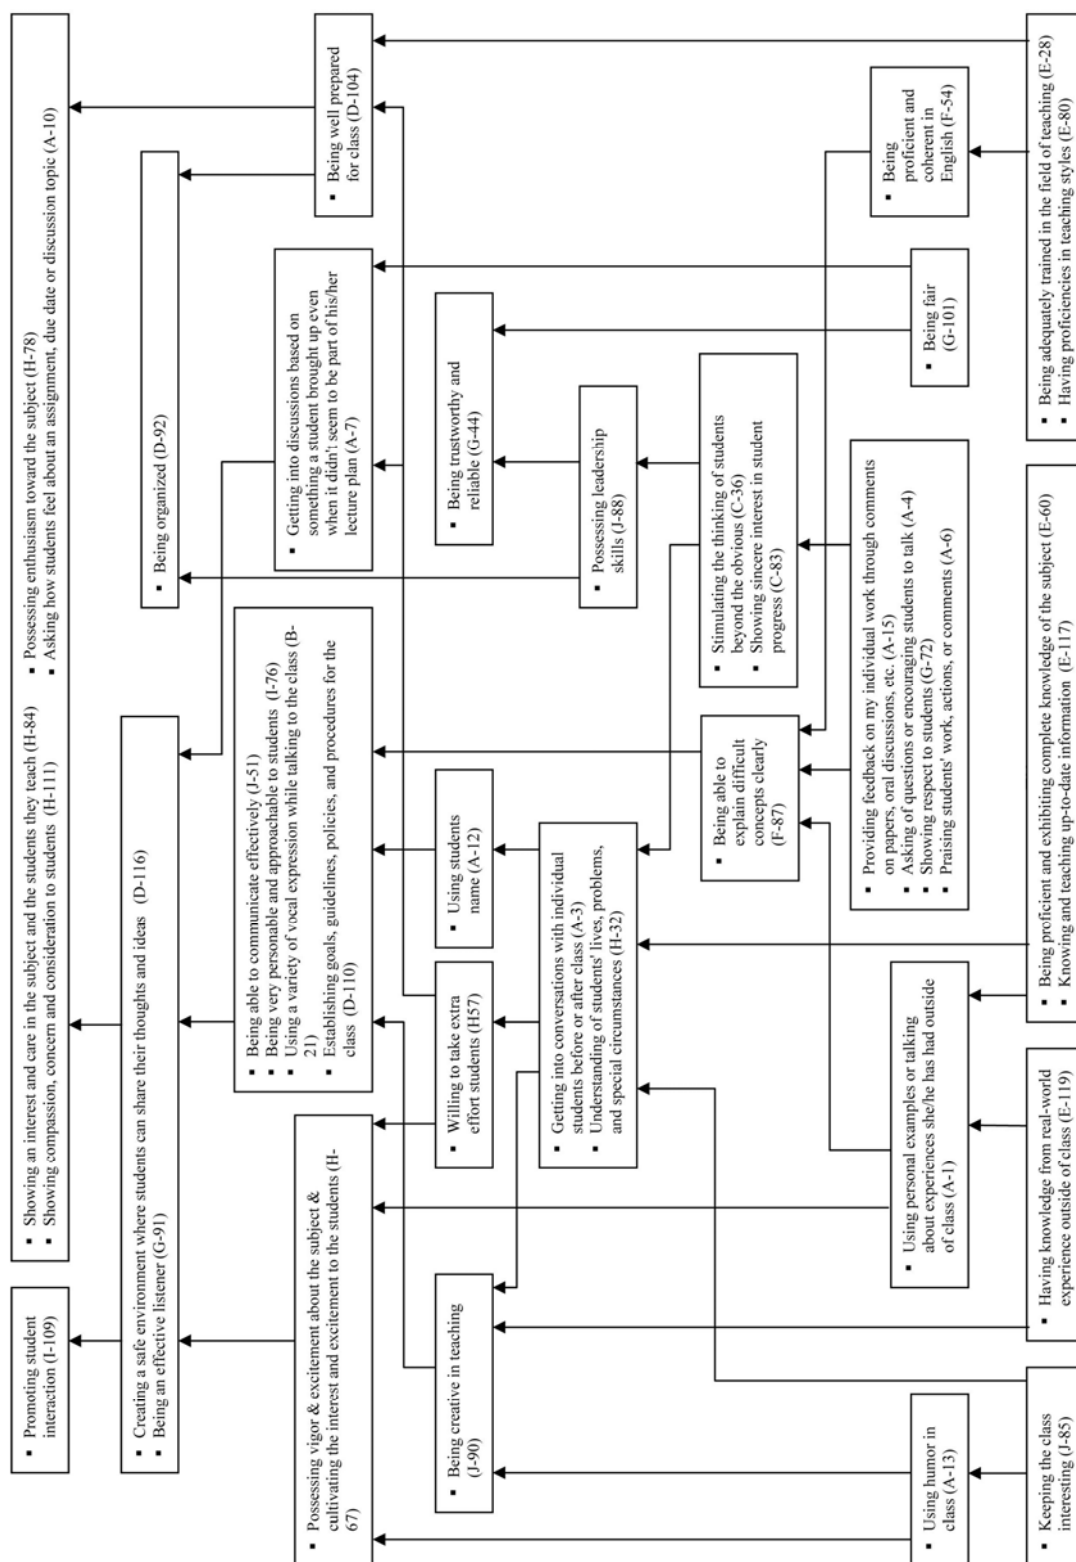 ▪ Promoting student
interaction (I-109)
▪ Showing an interest and care in the subject and the students they teach (H-84)
▪ Showing compassion, concern and consideration to students (H-111)
▪ Possessing enthusiasm toward the subject (H-78)
▪ Asking how students feel about an assignment, due date or discussion topic (A-10)
▪ Creating a safe environment where students can share their thoughts and ideas (D-116)
▪ Being an effective listener (G-91)
▪ Being organized (D-92)
▪ Possessing vigor & excitement about the subject &
cultivating the interest and excitement to the students (H-
67)
▪ Being able to communicate effectively (J-51)
▪ Being very personable and approachable to students (I-76)
▪ Using a variety of vocal expression while talking to the class (B-
21)
▪ Establishing goals, guidelines, policies, and procedures for the
class (D-110)
▪ Getting into discussions based on
something a student brought up even
when it didn't seem to be part of his/her
lecture plan (A-7)
▪ Being well prepared
for class (D-104)
▪ Being creative in teaching
(J-90)
▪ Willing to take extra
effort students (H57)
▪ Using students
name (A-12)
▪ Being trustworthy and
reliable (G-44)
▪ Getting into conversations with individual
students before or after class (A-3)
▪ Understanding of students' lives, problems,
and special circumstances (H-32)
▪ Possessing leadership
skills (J-88)
▪ Being able to
explain difficult
concepts clearly
(F-87)
▪ Stimulating the thinking of students
beyond the obvious (C-36)
▪ Showing sincere interest in student
progress (C-83)
▪ Using humor in
class (A-13)
▪ Using personal examples or talking
about experiences she/he has had outside
of class (A-1)
▪ Providing feedback on my individual work through comments
on papers, oral discussions, etc. (A-15)
▪ Asking of questions or encouraging students to talk (A-4)
▪ Showing respect to students (G-72)
▪ Praising students' work, actions, or comments (A-6)
▪ Being fair
(G-101)
▪ Being
proficient and
coherent in
English (F-54)
▪ Keeping the class
interesting (J-85)
▪ Having knowledge from real-world
experience outside of class (E-119)
▪ Being proficient and exhibiting complete knowledge of the subject (E-60)
▪ Knowing and teaching up-to-date information (E-117)
▪ Being adequately trained in the field of teaching (E-28)
▪ Having proficiencies in teaching styles (E-80)